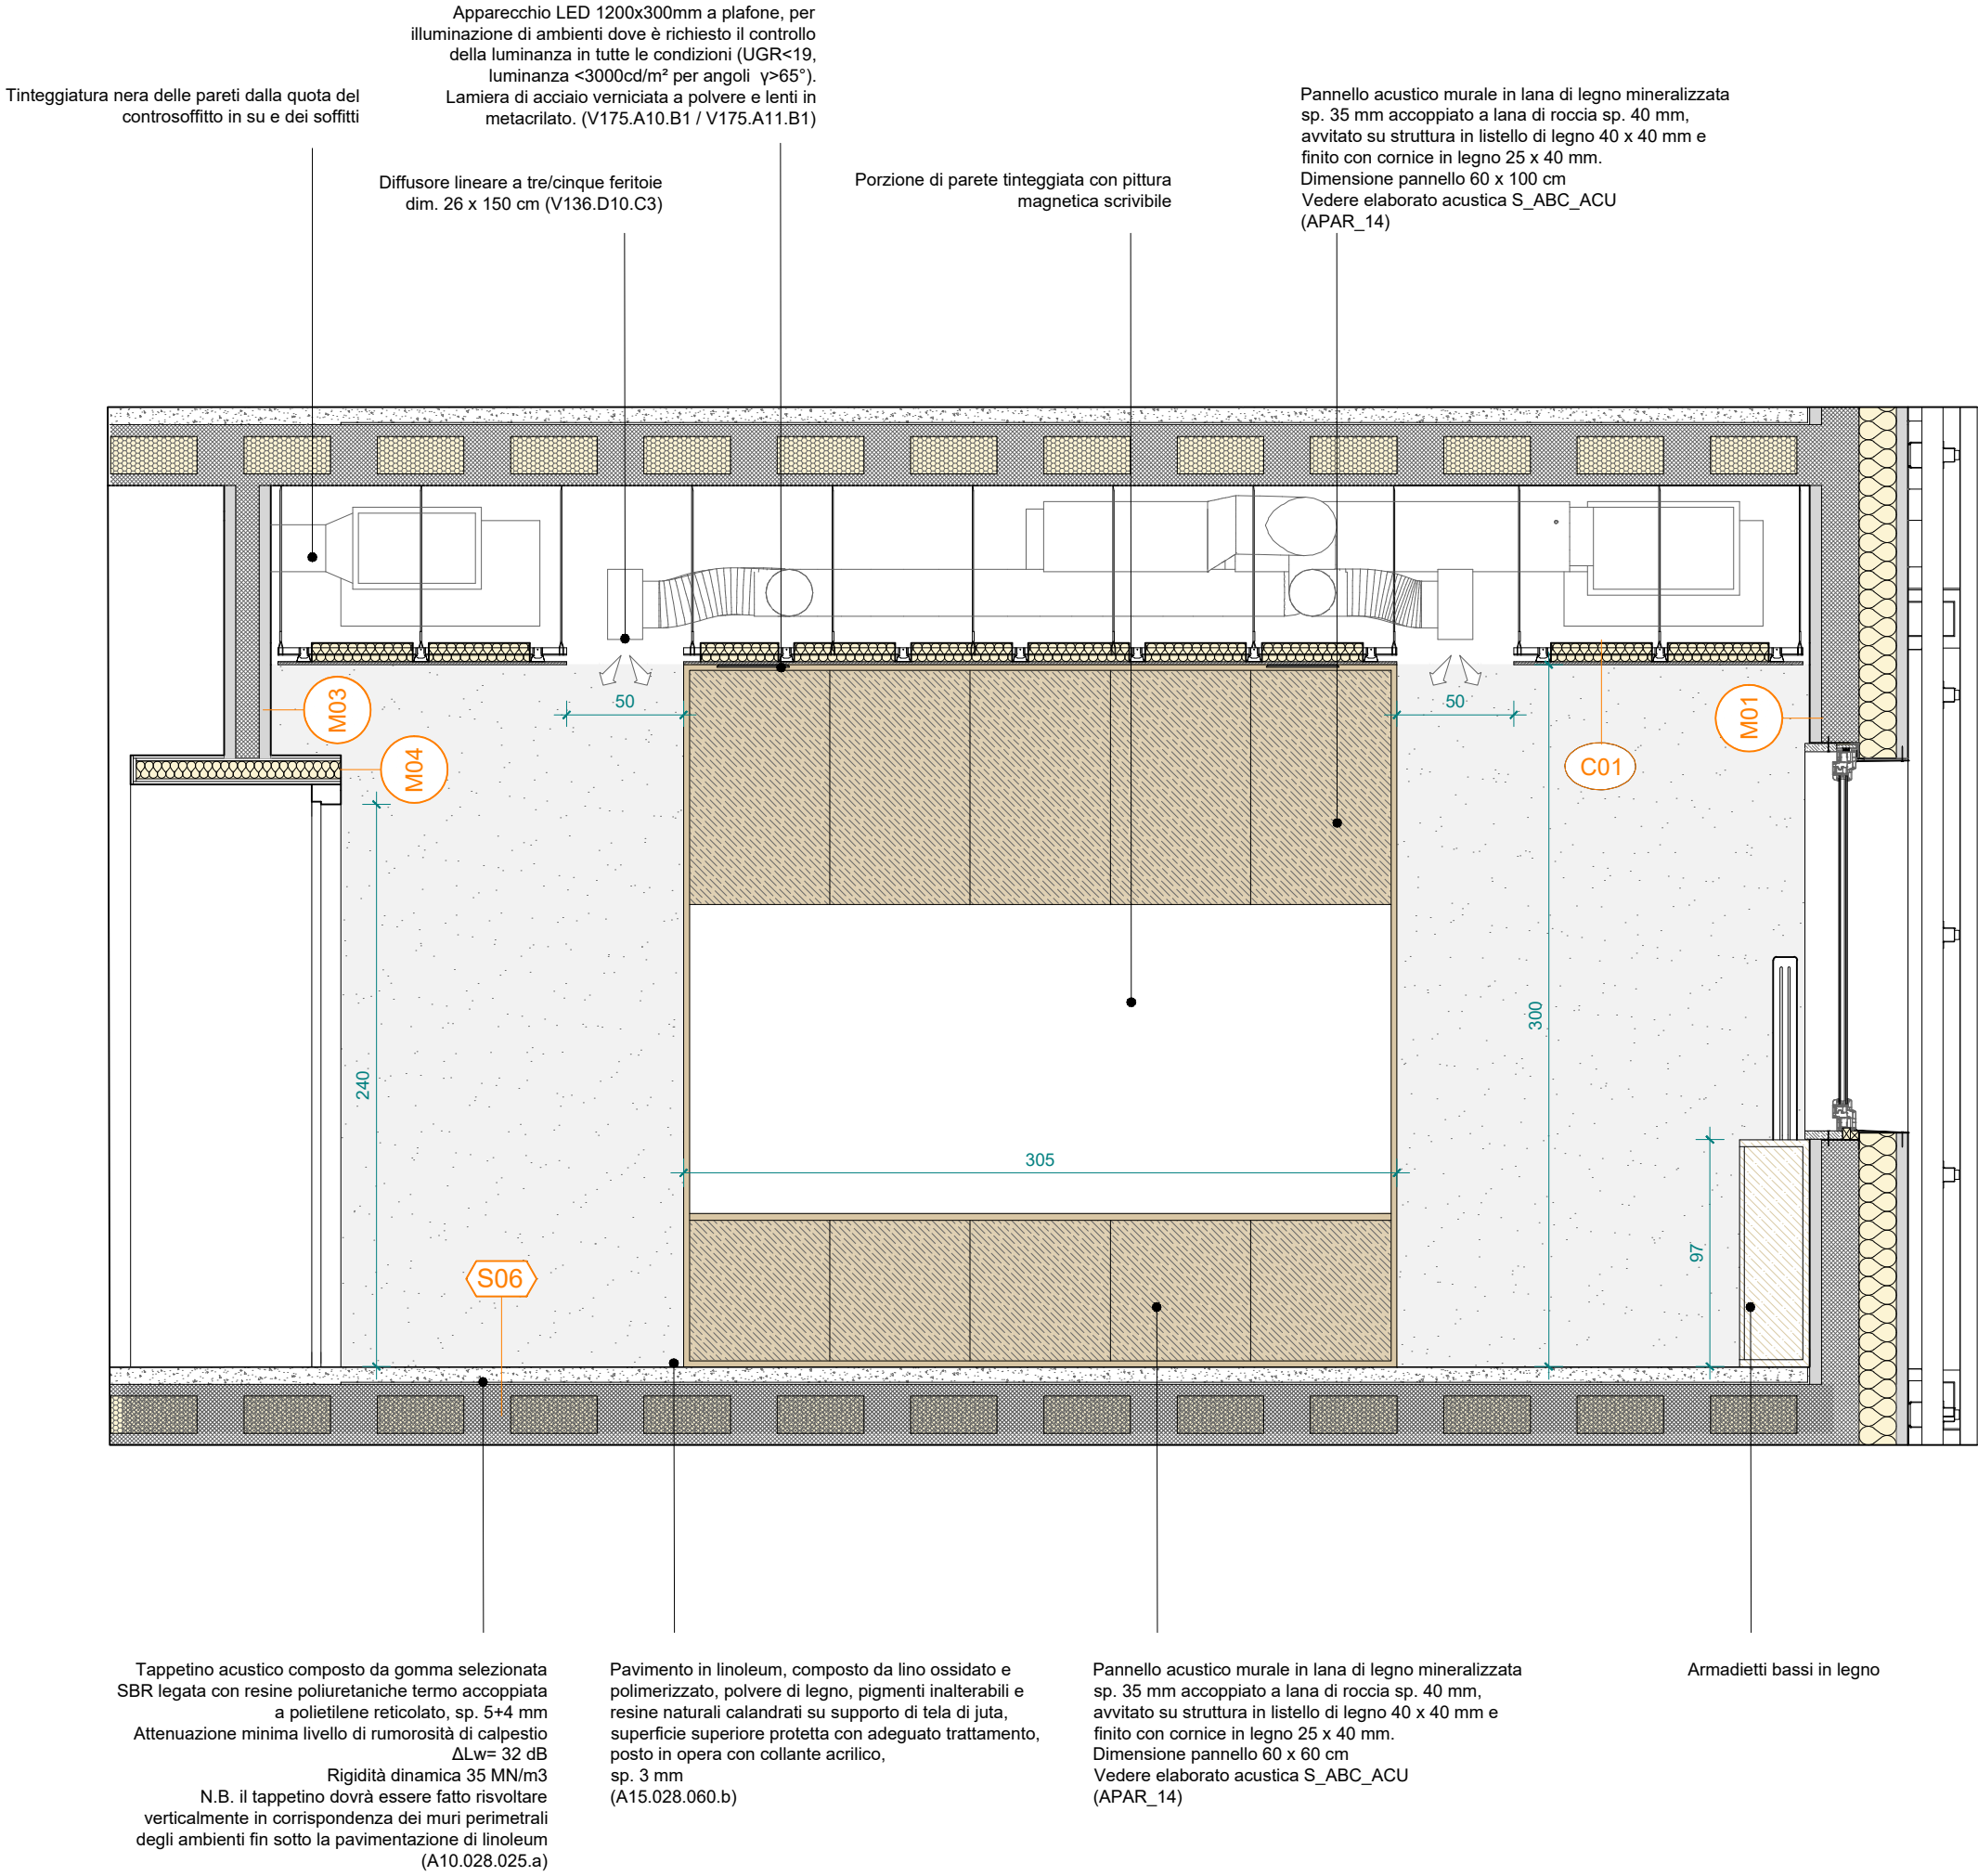 Apparecchio LED 1200x300mm a plafone, per
illuminazione di ambienti dove è richiesto il controllo
della luminanza in tutte le condizioni (UGR<19,
luminanza <3000cd/m² per angoli γ>65°).
Lamiera di acciaio verniciata a polvere e lenti in
metacrilato. (V175.A10.B1 / V175.A11.B1)
Tinteggiatura nera delle pareti dalla quota del
controsoffitto in su e dei soffitti
Pannello acustico murale in lana di legno mineralizzata
sp. 35 mm accoppiato a lana di roccia sp. 40 mm,
avvitato su struttura in listello di legno 40 x 40 mm e
finito con cornice in legno 25 x 40 mm.
Dimensione pannello 60 x 100 cm
Vedere elaborato acustica S_ABC_ACU
(APAR_14)
Diffusore lineare a tre/cinque feritoie
dim. 26 x 150 cm (V136.D10.C3)
Porzione di parete tinteggiata con pittura
magnetica scrivibile
M03
50
50
M01
M04
C01
300
240
305
97
S06
Tappetino acustico composto da gomma selezionata
SBR legata con resine poliuretaniche termo accoppiata
a polietilene reticolato, sp. 5+4 mm
Attenuazione minima livello di rumorosità di calpestio
ΔLw= 32 dB
Rigidità dinamica 35 MN/m3
N.B. il tappetino dovrà essere fatto risvoltare
verticalmente in corrispondenza dei muri perimetrali
degli ambienti fin sotto la pavimentazione di linoleum
(A10.028.025.a)
Pavimento in linoleum, composto da lino ossidato e
polimerizzato, polvere di legno, pigmenti inalterabili e
resine naturali calandrati su supporto di tela di juta,
superficie superiore protetta con adeguato trattamento,
posto in opera con collante acrilico,
sp. 3 mm
(A15.028.060.b)
Pannello acustico murale in lana di legno mineralizzata
sp. 35 mm accoppiato a lana di roccia sp. 40 mm,
avvitato su struttura in listello di legno 40 x 40 mm e
finito con cornice in legno 25 x 40 mm.
Dimensione pannello 60 x 60 cm
Vedere elaborato acustica S_ABC_ACU
(APAR_14)
Armadietti bassi in legno